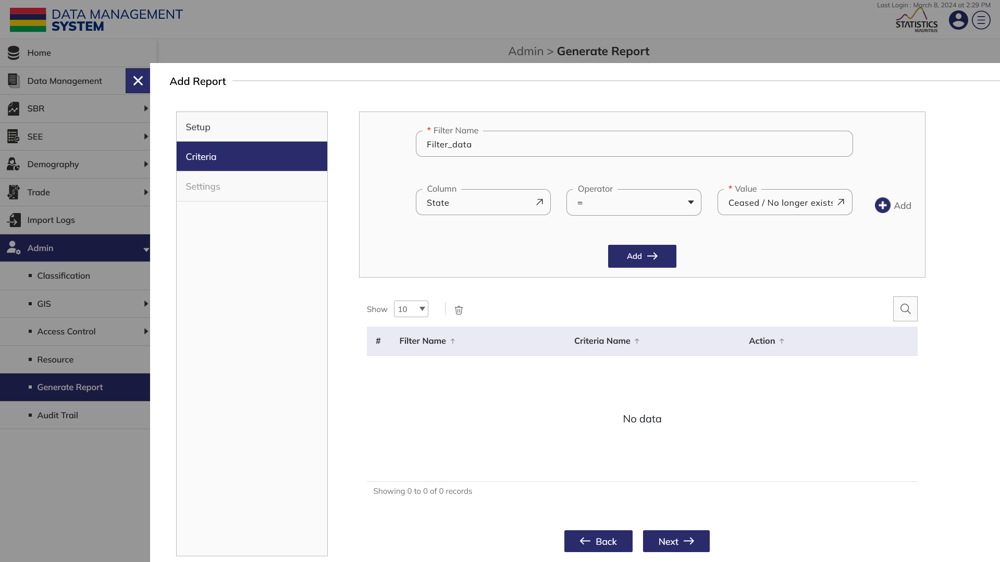 DATA MANAGEMENT
SYSTEM
Last Login : March 8, 2024 at 2:29 PM
STATISTICS
MAURITIUS
Home
Data Management
SBR
SEE
Demography
Trade
Import Logs
Admin
Classification
GIS
Access Control
Resource
Generate Report
Audit Trail
Admin > Generate Report
Add Report
Setup
Criteria
Settings
* Filter Name
Filter_data
Column
State
Operator
=
* Value
Ceased / No longer exists
Add
Add
Show 10
# Filter Name Criteria Name Action
No data
Showing 0 to 0 of 0 records
Back Next